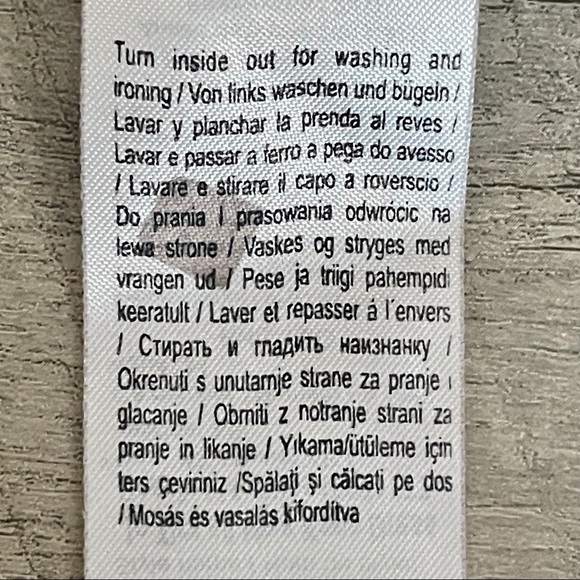 Turn inside out for washing and
ironing / Von links waschen und bügeln /
Lavar y planchar la prenda al reves /
Lavar e passar a ferro a pega do avesso
/ Lavare e stirare il capo a roverscio /
Do prania i prasowania odwrócic na
lewa strone / Vaskes og stryges med
vrangen ud / Pese ja triigi pahempidi
keeratult / Laver et repasser á l'envers
/ Стирать и гладить наизнанку /
Okrenuti s unutarnje strane za pranje i
glacanje / Obrniti z notranje strani za
pranje in likanje / Yıkama/ütüleme için
ters çeviriniz /Spălaţi şi călcaţi pe dos
/ Mosás és vasalás kifordítva